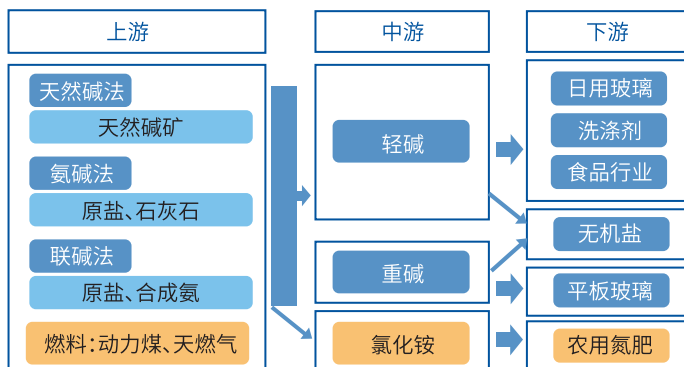 上游
天然碱法
天然碱矿
氨碱法
原盐、石灰石
联碱法
原盐、合成氨
燃料：动力煤、天燃气
中游
轻碱
重碱
氯化铵
下游
日用玻璃
洗涤剂
食品行业
无机盐
平板玻璃
农用氮肥